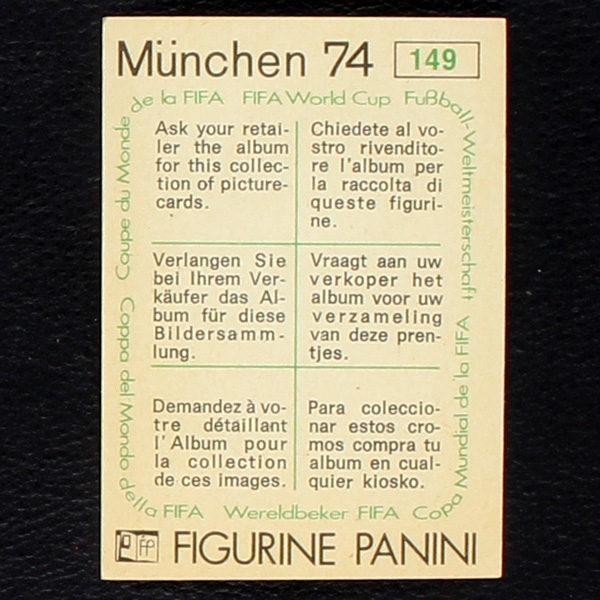 München 74 149
de la FIFA FIFA World Cup Fußball-Weltmeisterschaft
Coupe du Monde
Ask your retai-
ler the album
for this collec-
tion of picture-
cards.
Chiedete al vo-
stro rivendito-
re l'album per
la raccolta di
queste figuri-
ne.
Verlangen Sie
bei Ihrem Ver-
käufer das Al-
bum für diese
Bildersamm-
lung.
Vraagt aan uw
verkoper het
album voor uw
verzameling
van deze pren-
tjes.
Demandez à vo-
tre détaillant
l'Album pour
la collection
de ces images.
Para coleccio-
nar estos cro-
mos compra tu
album en cual-
quier kiosko.
Coppa del Mondo della FIFA Wereldbeker FIFA Copa Mundial de la FIFA
FP FIGURINE PANINI